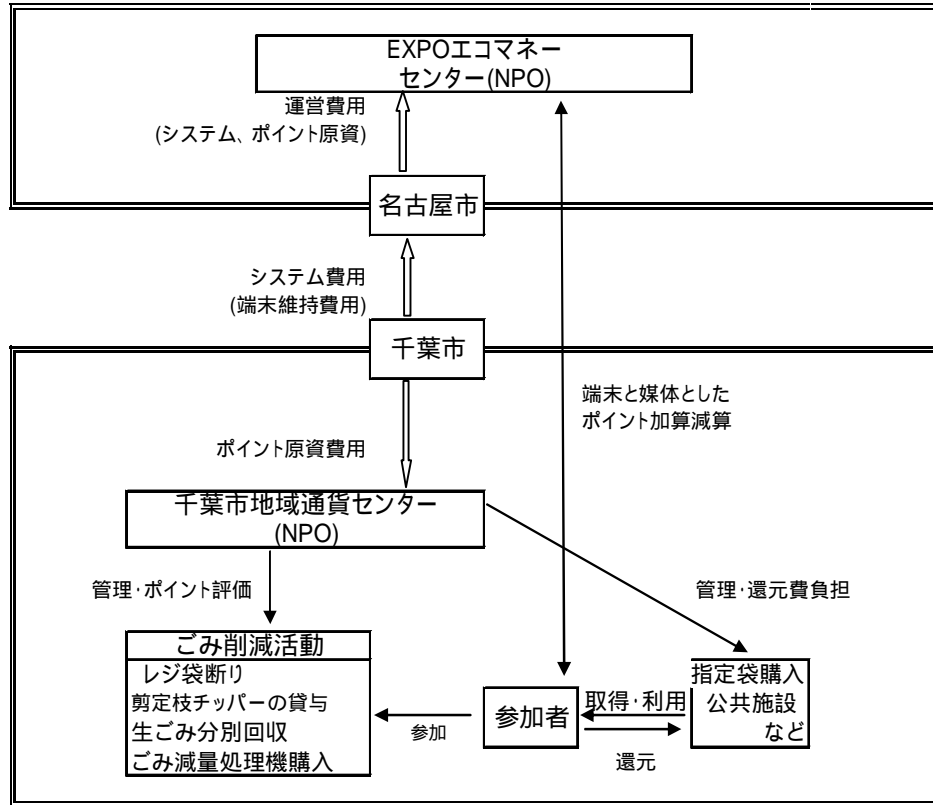 EXPOエコマネー
センター(NPO)
運営費用
(システム、ポイント原資)
名古屋市
システム費用
(端末維持費用)
千葉市
端末と媒体とした
ポイント加算減算
ポイント原資費用
千葉市地域通貨センター
(NPO)
管理・ポイント評価
管理・還元費負担
ごみ削減活動
レジ袋断り
剪定枝チッパーの貸与
生ごみ分別回収
ごみ減量処理機購入
参加
参加者
取得・利用
還元
指定袋購入
公共施設
など